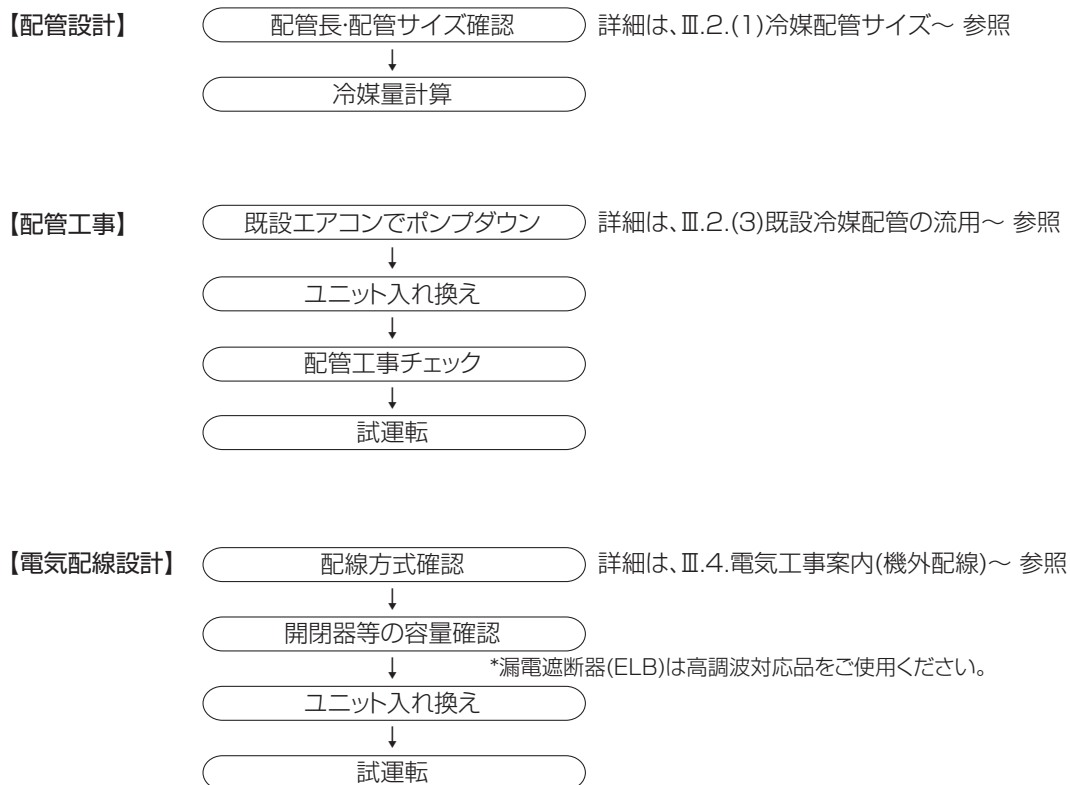 【配管設計】 配管長・配管サイズ確認 詳細は、Ⅲ.2.(1)冷媒配管サイズ～ 参照
↓
冷媒量計算
【配管工事】 既設エアコンでポンプダウン 詳細は、Ⅲ.2.(3)既設冷媒配管の流用～ 参照
↓
ユニット入れ換え
↓
配管工事チェック
↓
試運転
【電気配線設計】 配線方式確認 詳細は、Ⅲ.4.電気工事案内(機外配線)～ 参照
↓
開閉器等の容量確認
↓ *漏電遮断器(ELB)は高調波対応品をご使用ください。
ユニット入れ換え
↓
試運転